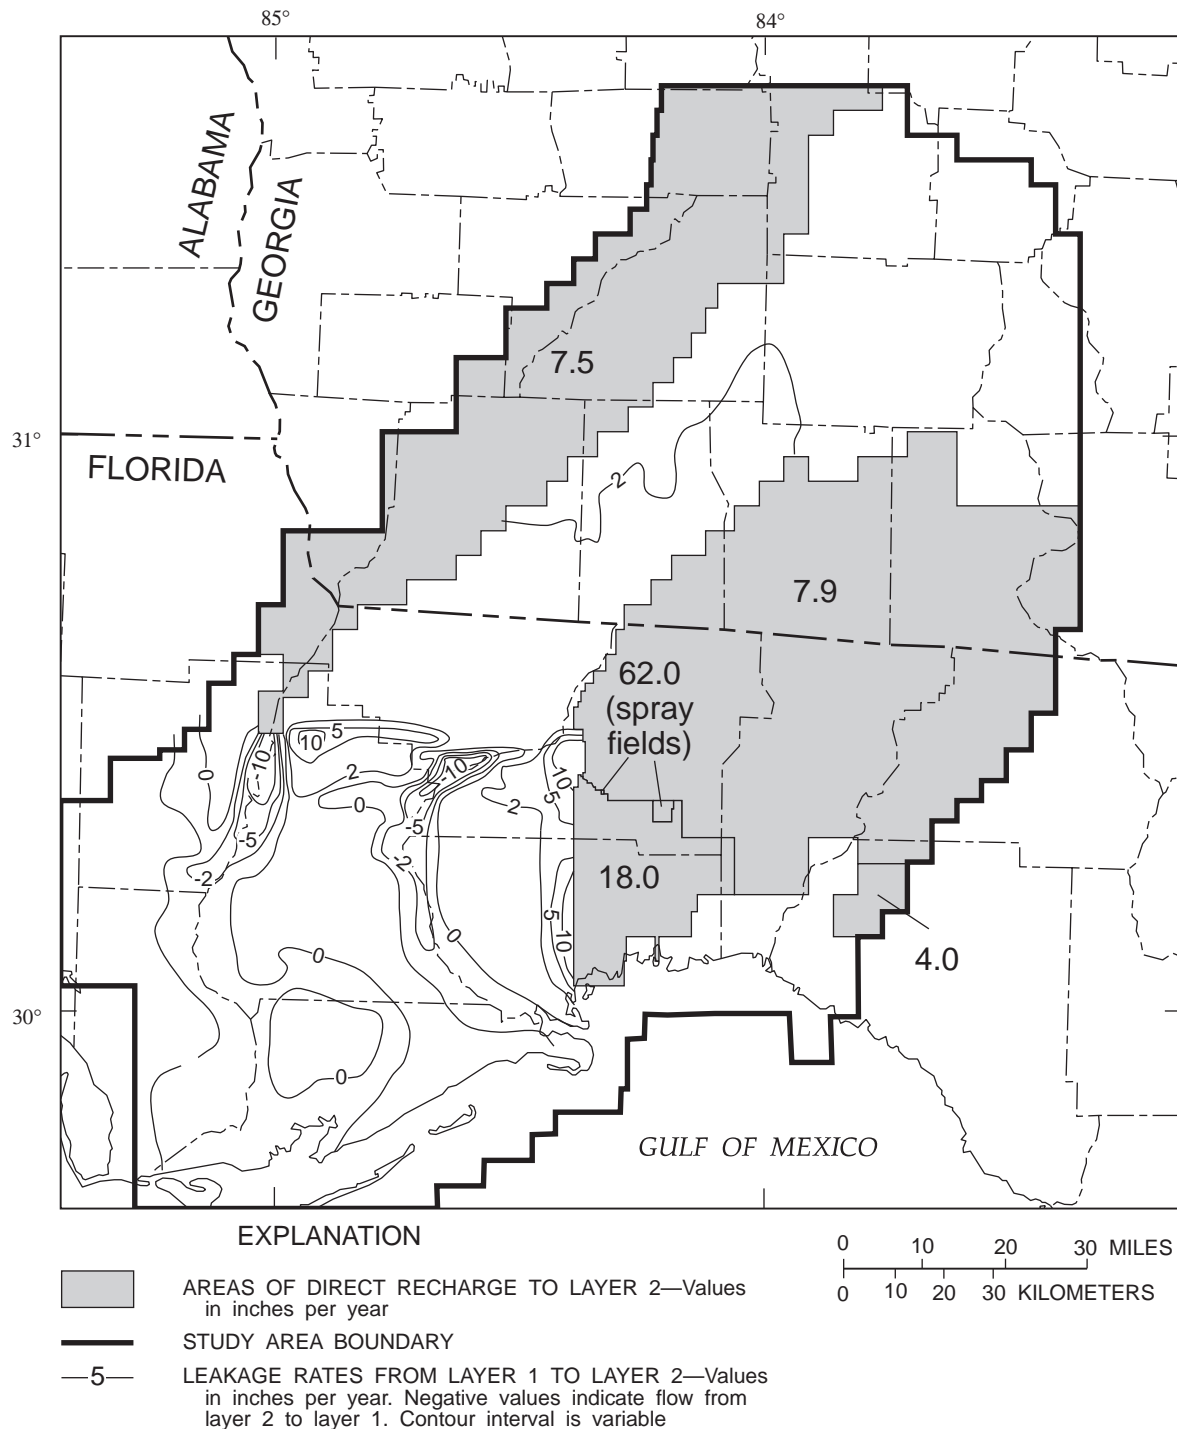 85°
84°
ALABAMA
GEORGIA
7.5
31°
FLORIDA
2
7.9
62.0
(spray
fields)
0
10
5
-10
2
-10
10
0
2
5
-5
-5
-2
-2
18.0
5
0
10
0
4.0
30°
0
GULF OF MEXICO
EXPLANATION
0 10 20 30 MILES
0 10 20 30 KILOMETERS
AREAS OF DIRECT RECHARGE TO LAYER 2—Values
in inches per year
STUDY AREA BOUNDARY
—5— LEAKAGE RATES FROM LAYER 1 TO LAYER 2—Values
in inches per year. Negative values indicate flow from
layer 2 to layer 1. Contour interval is variable